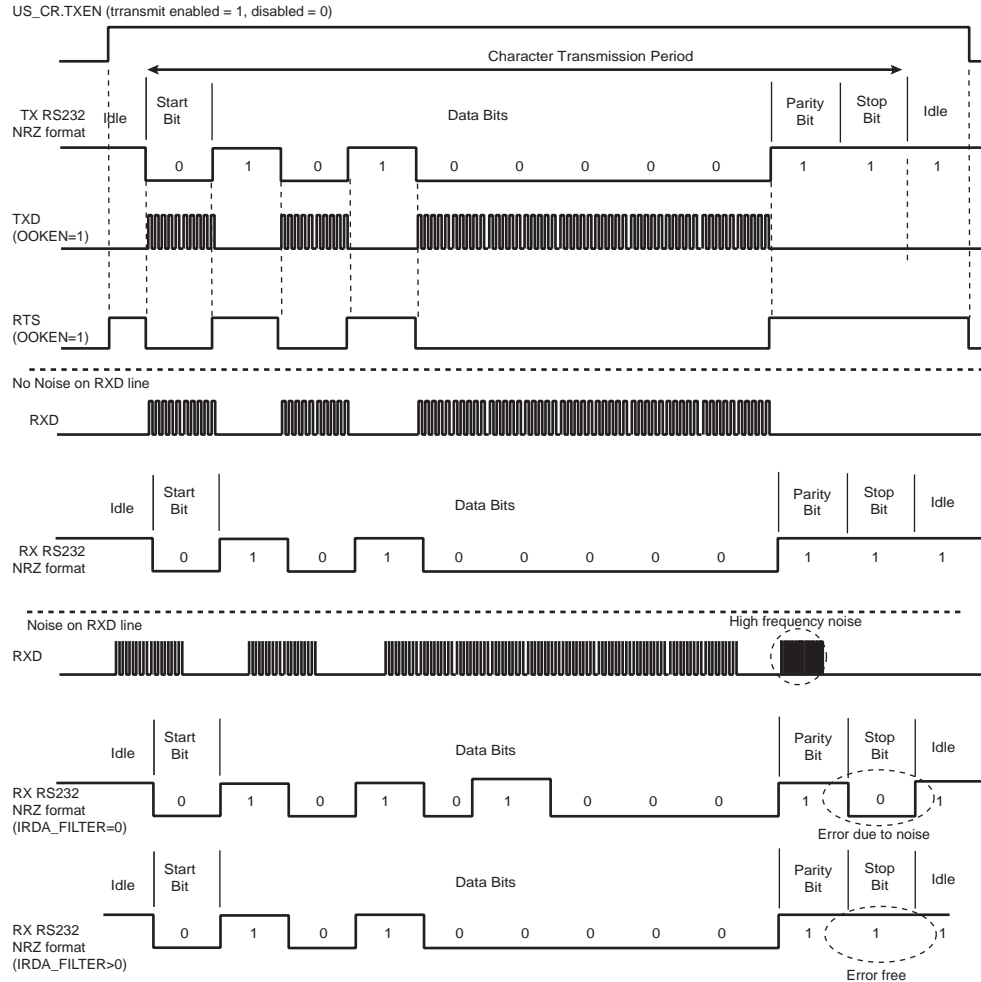 US_CR.TXEN (trransmit enabled = 1, disabled = 0)
Character Transmission Period
TX RS232
NRZ format
Idle
Start
Bit
Data Bits
Parity
Bit
Stop
Bit
Idle
0 1 0 1 0 0 0 0 0 1 1 1
TXD
(OOKEN=1)
RTS
(OOKEN=1)
No Noise on RXD line
RXD
Idle
Start
Bit
Data Bits
Parity
Bit
Stop
Bit
Idle
RX RS232
NRZ format
0 1 0 1 0 0 0 0 0 1 1 1
Noise on RXD line
High frequency noise
RXD
Idle
Start
Bit
Data Bits
Parity
Bit
Stop
Bit
Idle
RX RS232
NRZ format
(IRDA_FILTER=0)
0 1 0 1 0 1 0 0 0 1 0 1
Error due to noise
Idle
Start
Bit
Data Bits
Parity
Bit
Stop
Bit
Idle
RX RS232
NRZ format
(IRDA_FILTER>0)
0 1 0 1 0 0 0 0 0 1 1 1
Error free